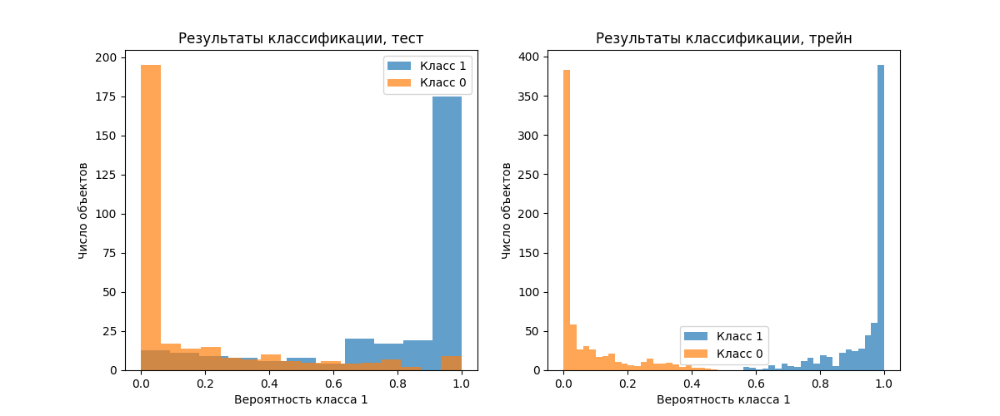 Результаты классификации, тест
200
175
150
125
100
75
50
25
0
Число объектов
0.0 0.2 0.4 0.6 0.8 1.0
Вероятность класса 1
Класс 1
Класс 0
Результаты классификации, трейн
400
350
300
250
200
150
100
50
0
Число объектов
0.0 0.2 0.4 0.6 0.8 1.0
Вероятность класса 1
Класс 1
Класс 0